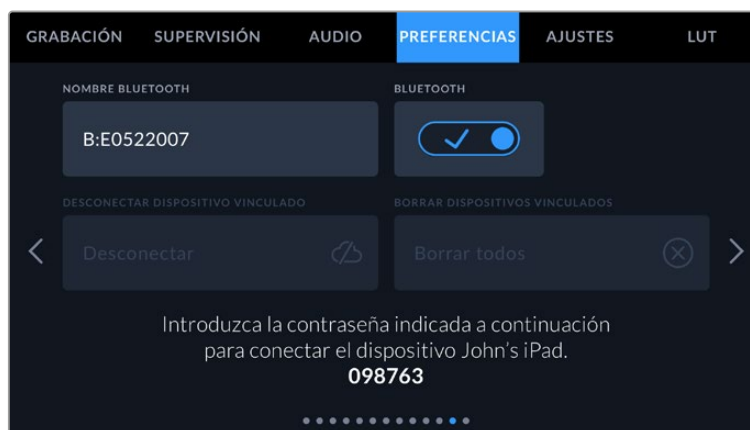 GRABACIÓN SUPERVISIÓN AUDIO PREFERENCIAS AJUSTES LUT
NOMBRE BLUETOOTH BLUETOOTH
B:E0522007
DESCONECTAR DISPOSITIVO VINCULADO BORRAR DISPOSITIVOS VINCULADOS
Desconectar Borrar todos
Introduzca la contraseña indicada a continuación
para conectar el dispositivo John’s iPad.
098763